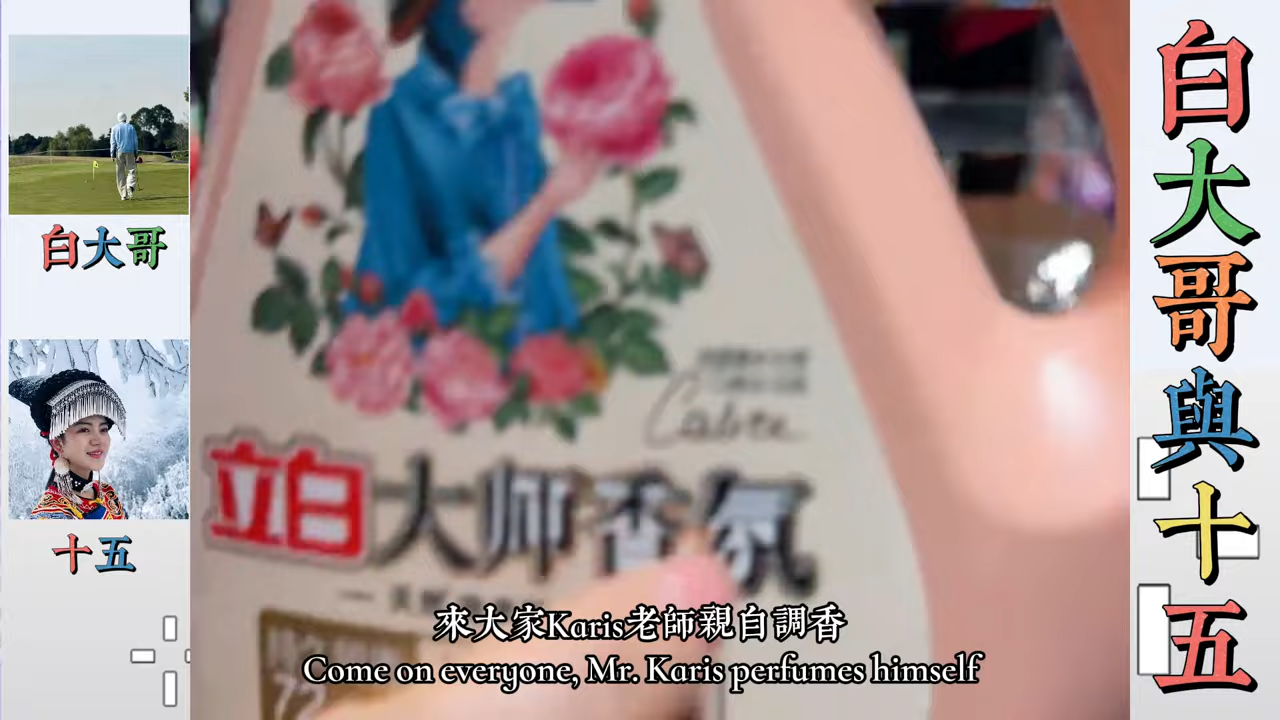 白大哥
十五
立白大师香氛
72
來大家Karis老師親自調香
Come on everyone, Mr. Karis perfumes himself
白大哥與十五